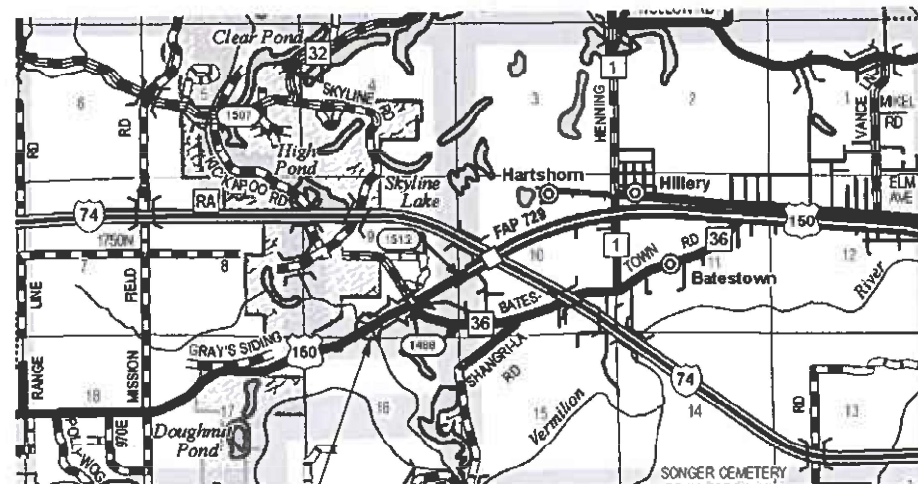 Clear Pond
32
1
6
5
4
3
2
1
1507
SKYLINE
RD
RD
RD
HENNING
VANCE
MIKEL
RD
High
Pond
KICKAPOO
RD
Skyline
Lake
Hartshorn
Hillery
ELM
AVE.
RA
74
FAP 729
150
1750N
7
8
9
1512
10
1
TOWN RD
36
11
12
Batestown
LINE
FIELD
BATES-
River
GRAY'S SIDING
150
1488
36
SHANGRI-LA
RD
RANGE
MISSION
74
18
17
16
15
14
13
RD
970E
POLLY-WOG
Doughnut
Pond
Vermilion
SONGER CEMETERY